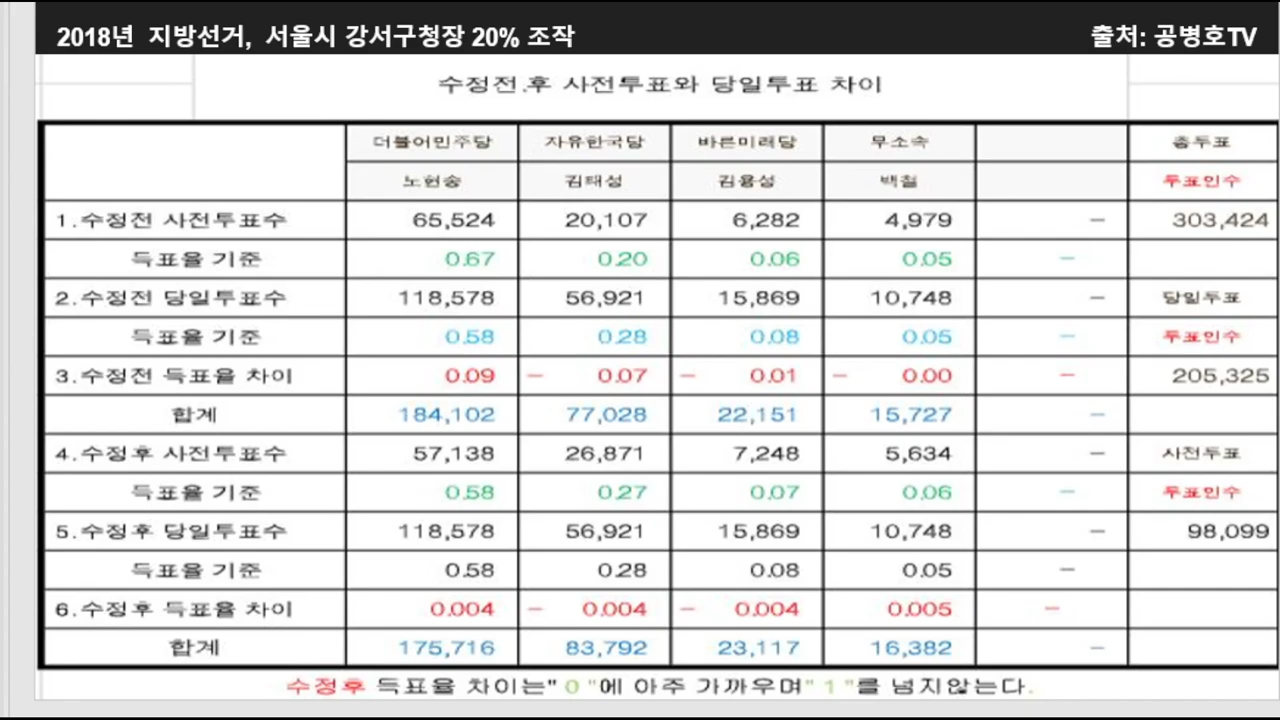 2018년 지방선거, 서울시 강서구청장 20% 조작 출처: 공병호TV
수정전.후 사전투표와 당일투표 차이
더불어민주당 자유한국당 바른미래당 무소속 총투표
노현송 김태성 김용성 백철 투표인수
1.수정전 사전투표수 65,524 20,107 6,282 4,979 - 303,424
득표율 기준 0.67 0.20 0.06 0.05 -
2.수정전 당일투표수 118,578 56,921 15,869 10,748 - 당일투표
득표율 기준 0.58 0.28 0.08 0.05 - 투표인수
3.수정전 득표율 차이 0.09 - 0.07 - 0.01 - 0.00 - 205,325
합계 184,102 77,028 22,151 15,727 -
4.수정후 사전투표수 57,138 26,871 7,248 5,634 - 사전투표
득표율 기준 0.58 0.27 0.07 0.06 - 투표인수
5.수정후 당일투표수 118,578 56,921 15,869 10,748 - 98,099
득표율 기준 0.58 0.28 0.08 0.05 -
6.수정후 득표율 차이 0.004 - 0.004 - 0.004 0.005 -
합계 175,716 83,792 23,117 16,382 -
수정후 득표율 차이는" 0 "에 아주 가까우며" 1 "를 넘지않는다.